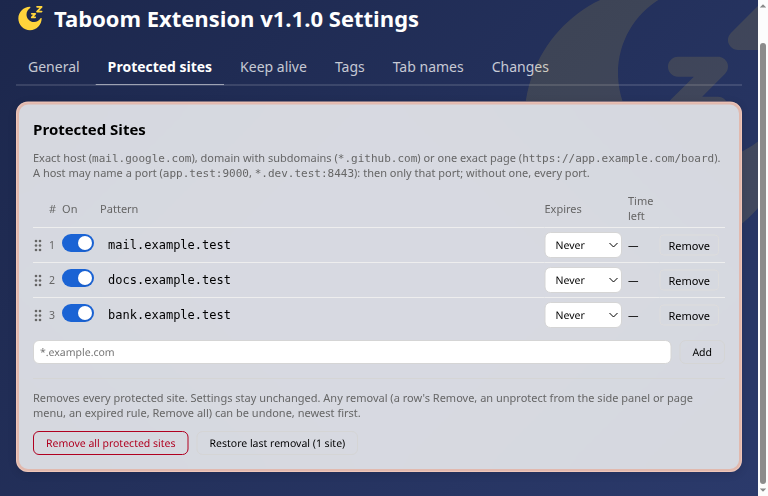 Taboom Extension v1.1.0 Settings
General Protected sites Keep alive Tags Tab names Changes
Protected Sites
Exact host (mail.google.com), domain with subdomains (*.github.com) or one exact page (https://app.example.com/board).
A host may name a port (app.test:9000, *.dev.test:8443): then only that port; without one, every port.
# On Pattern Expires Time left
1 mail.example.test Never — Remove
2 docs.example.test Never — Remove
3 bank.example.test Never — Remove
*.example.com Add
Removes every protected site. Settings stay unchanged. Any removal (a row's Remove, an unprotect from the side panel or page
menu, an expired rule, Remove all) can be undone, newest first.
Remove all protected sites Restore last removal (1 site)